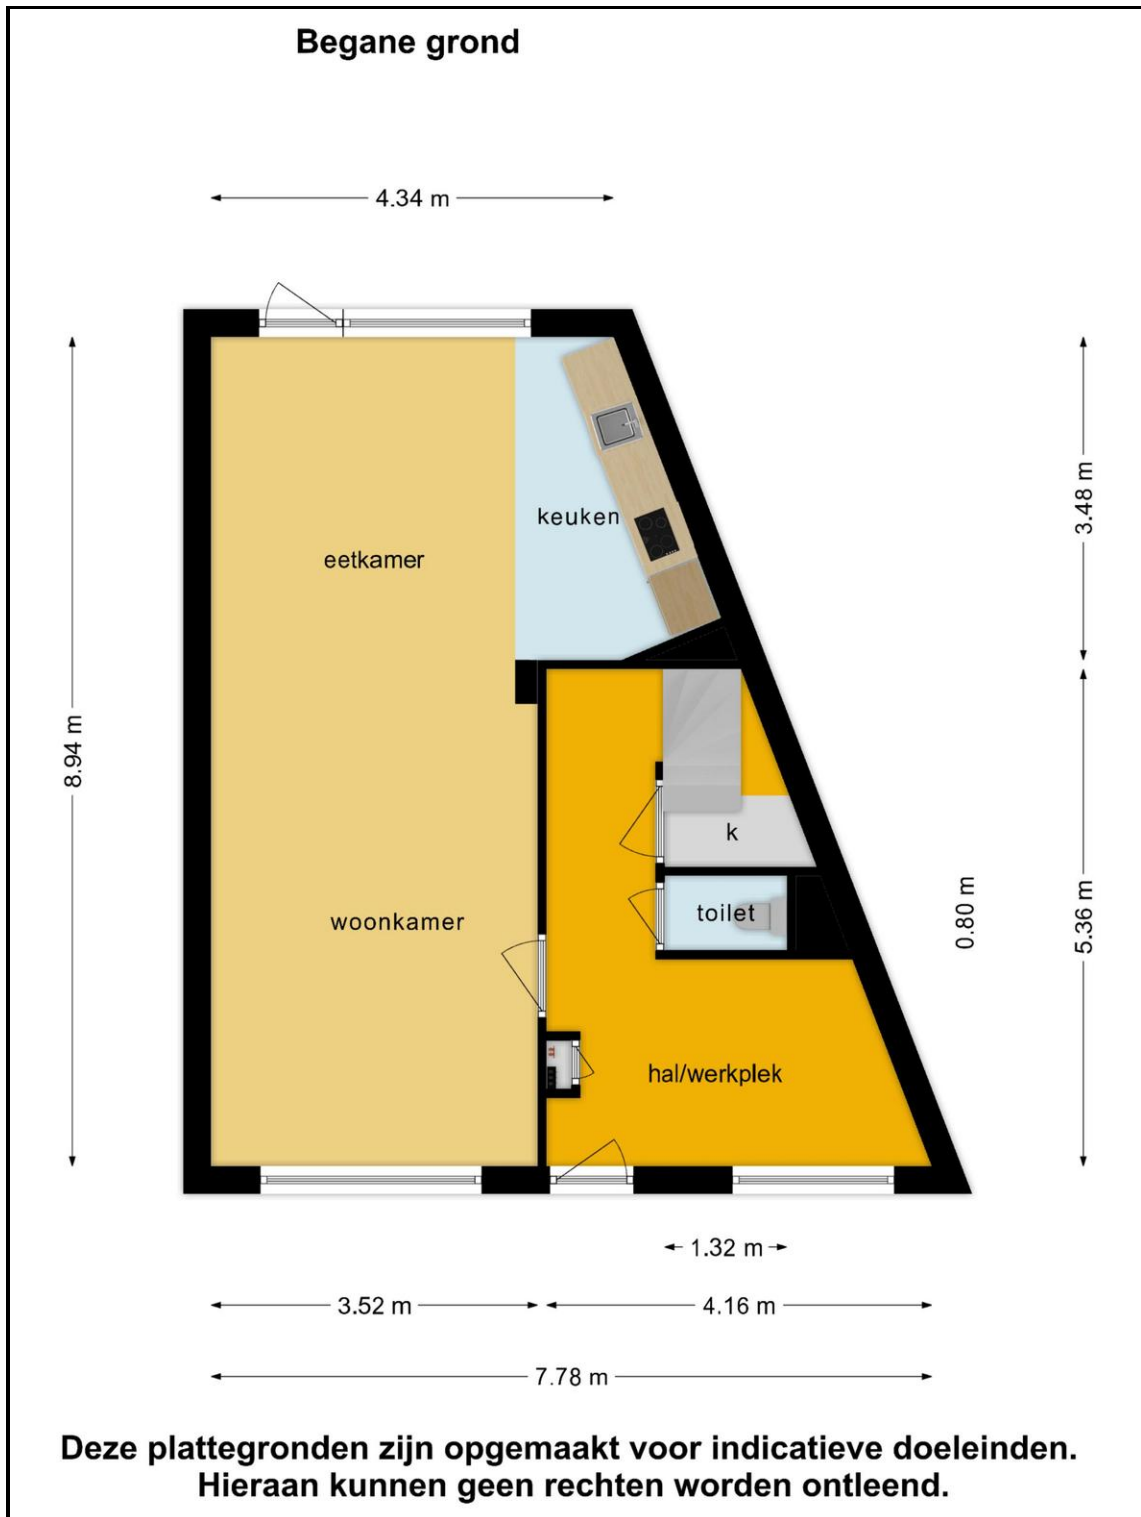 Begane grond
4.34 m
keuken
3.48 m
eetkamer
8.94 m
k
toilet
woonkamer
0.80 m
5.36 m
hal/werkplek
1.32 m
3.52 m
4.16 m
7.78 m
Deze plattegronden zijn opgemaakt voor indicatieve doeleinden.
Hieraan kunnen geen rechten worden ontleend.